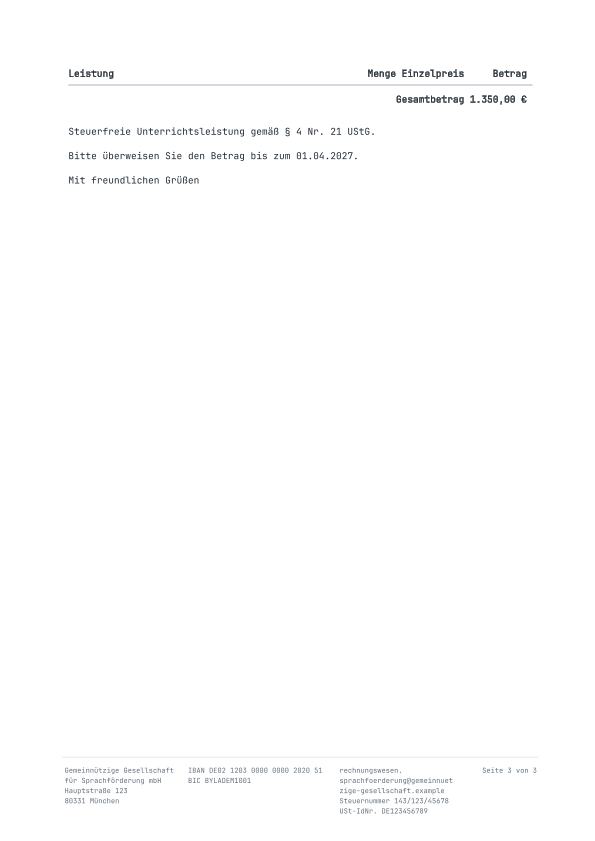 Leistung Menge Einzelpreis Betrag
Gesamtbetrag 1.350,00 €
Steuerfreie Unterrichtsleistung gemäß § 4 Nr. 21 UStG.
Bitte überweisen Sie den Betrag bis zum 01.04.2027.
Mit freundlichen Grüßen
Gemeinnützige Gesellschaft
für Sprachförderung mbH
Hauptstraße 123
80331 München
IBAN DE02 1203 0000 0000 2020 51
BIC BYLADEM1001
rechnungswesen.
sprachfoerderung@gemeinnuet
zige-gesellschaft.example
Steuernummer 143/123/45678
USt-IdNr. DE123456789
Seite 3 von 3